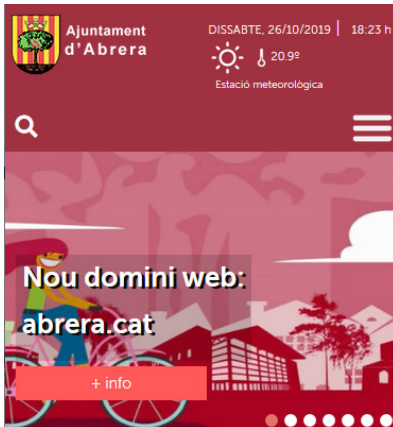 Ajuntament
d'Abrera
DISSABTE, 26/10/2019 | 18:23 h
20.9º
Estació meteorològica
Nou domini web:
abrera.cat
+ info